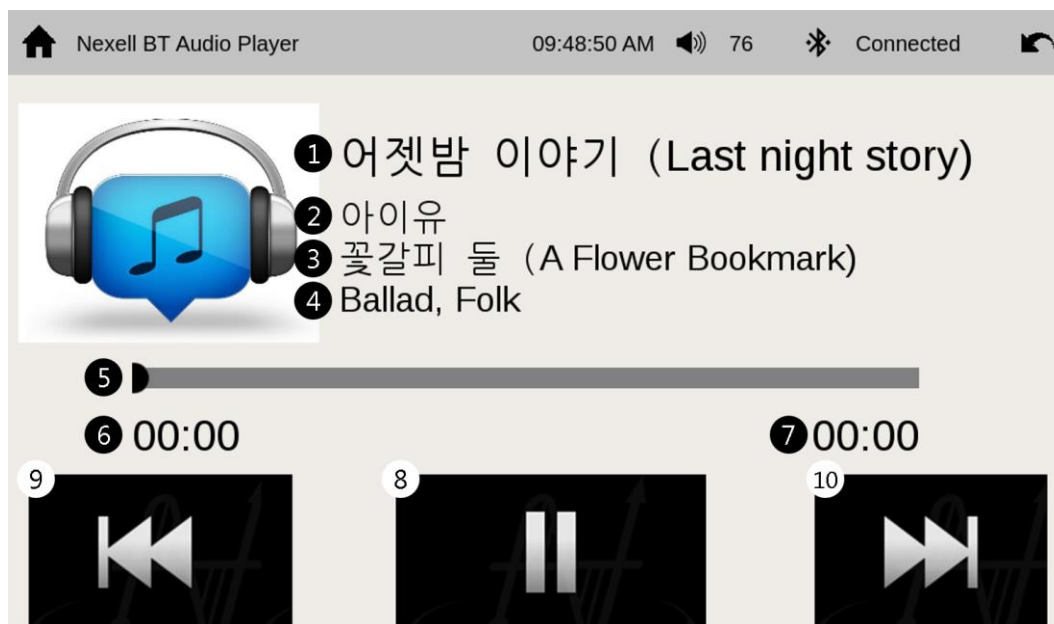 Nexell BT Audio Player 09:48:50 AM 76 Connected
1 어젯밤 이야기 (Last night story)
2 아이유
3 꽃갈피 둘 (A Flower Bookmark)
4 Ballad, Folk
5
6 00:00 7 00:00
9 8 10